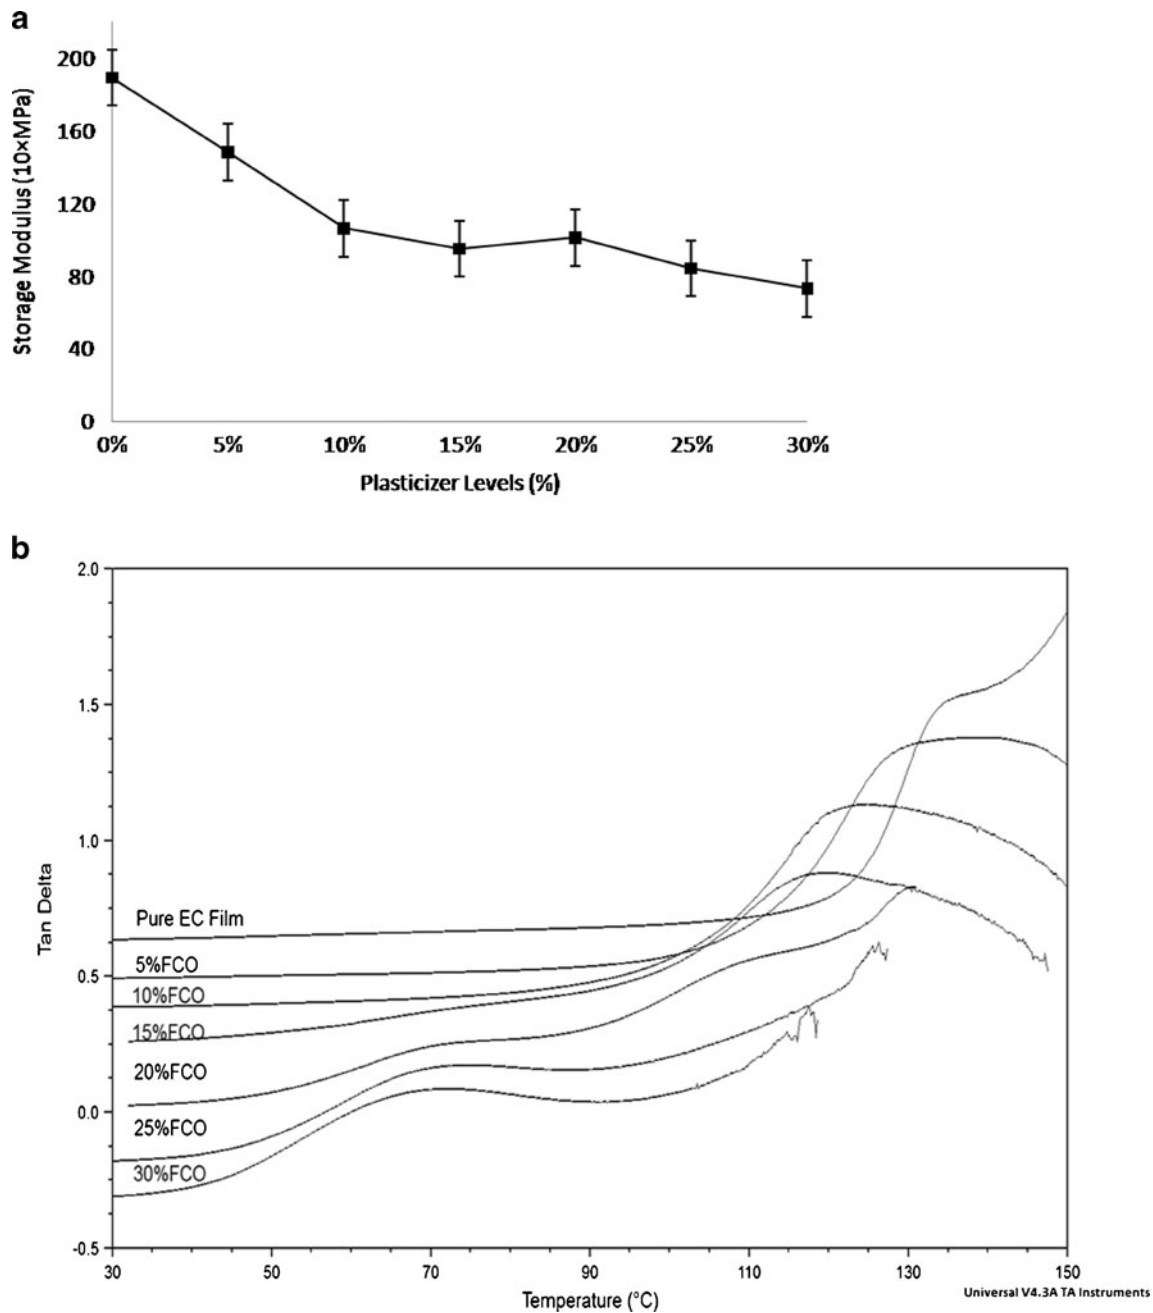 a
200
160
120
80
40
0
Storage Modulus (10×MPa)
0% 5% 10% 15% 20% 25% 30%
Plasticizer Levels (%)
b
2.0
1.5
1.0
0.5
0.0
-0.5
Tan Delta
Pure EC Film
5%FCO
10%FCO
15%FCO
20%FCO
25%FCO
30%FCO
30 50 70 90 110 130 150
Temperature (°C)
Universal V4.3A TA Instruments